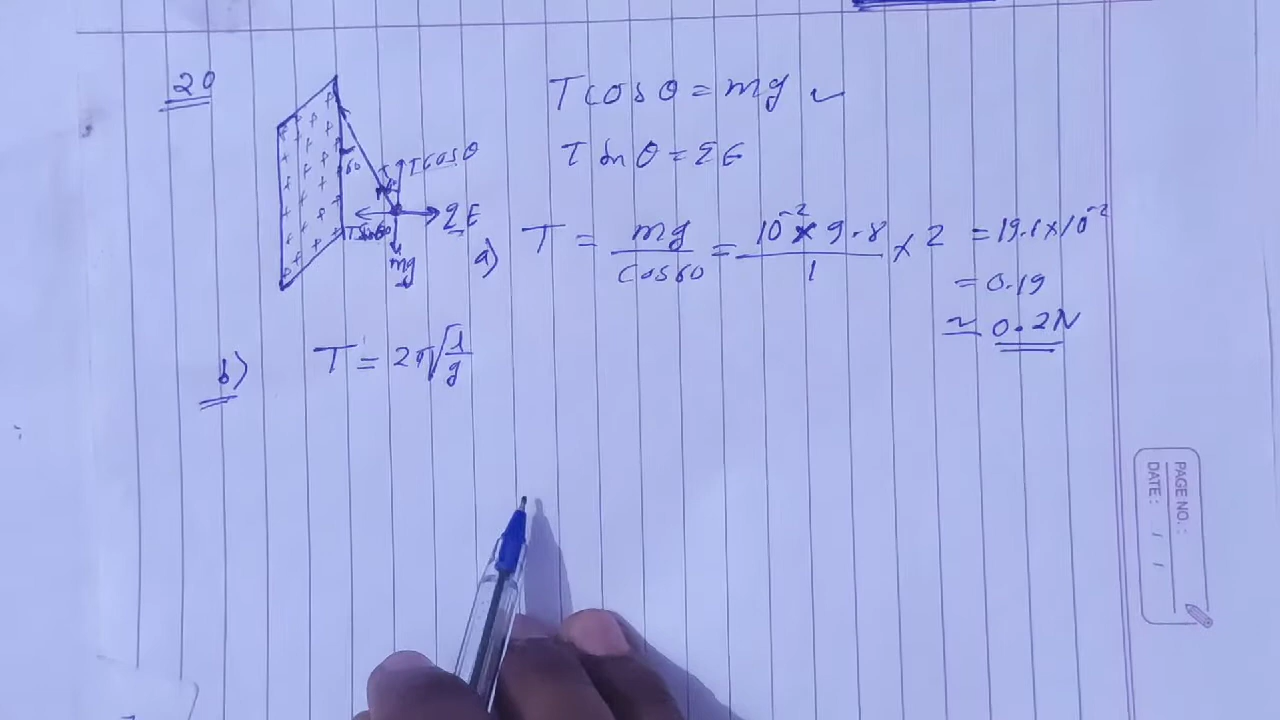 20
T cos θ = mg
T sin θ = qE
+ + + + + + + + + + + + + + +
60
T cos θ
qE
mg
a) T = mg / cos 60 = 10⁻² × 9.8 / 1 × 2 = 19.6 × 10⁻²
= 0.19
≃ 0.2N
b) T = 2π√(l/g)
PAGE NO. :
DATE : / /